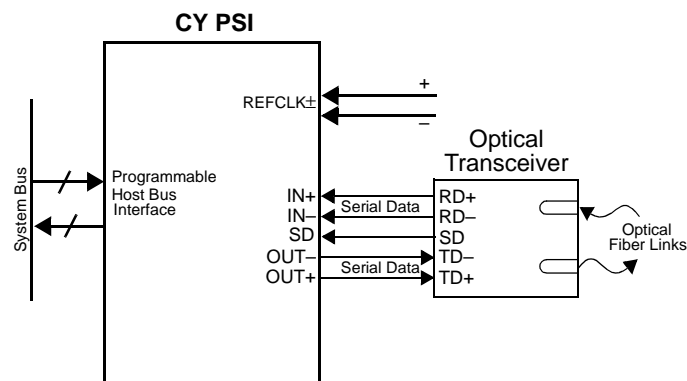 CY PSI
REFCLK±
+
–
System Bus
Programmable
Host Bus
Interface
IN+
IN–
SD
OUT–
OUT+
Serial Data
Serial Data
Optical
Transceiver
RD+
RD–
SD
TD–
TD+
Optical
Fiber Links